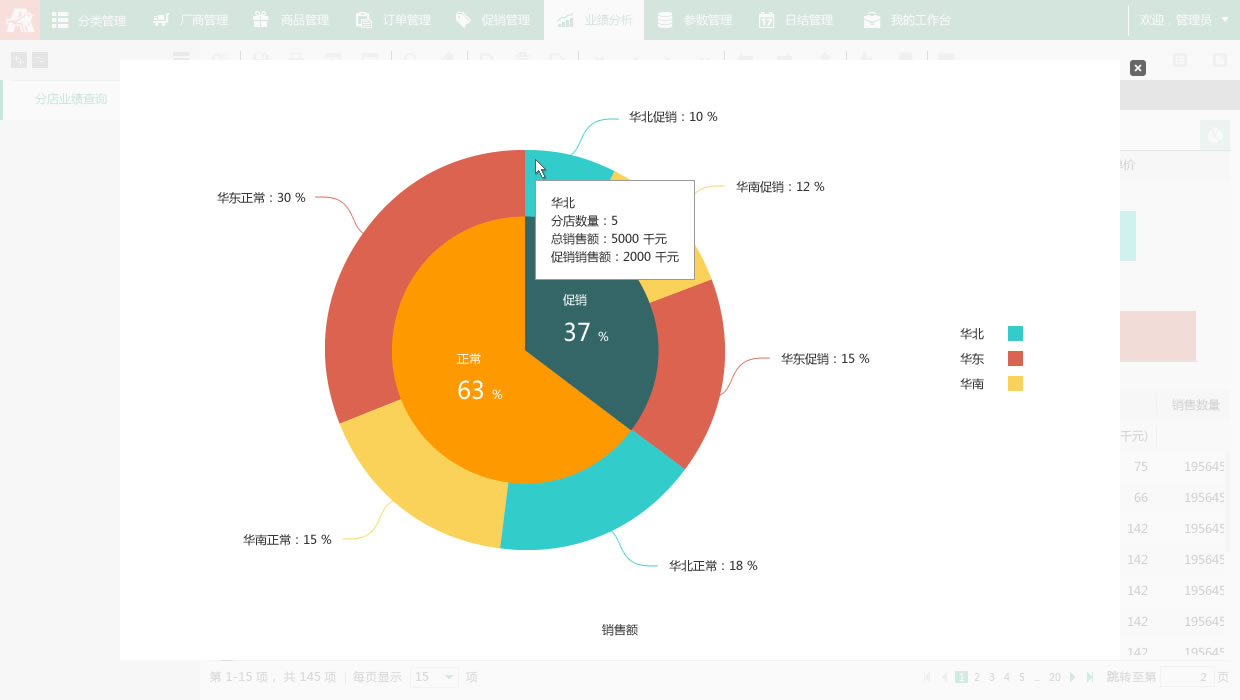 分类管理 厂商管理 商品管理 订单管理 促销管理 业绩分析 参数管理 日结管理 我的工作台 欢迎，管理员
分店业绩查询
华北促销：10 %
华南促销：12 %
华东正常：30 %
华北
分店数量：5
总销售额：5000 千元
促销销售额：2000 千元
促销
37 %
正常
63 %
华东促销：15 %
华北
华东
华南
华南正常：15 %
华北正常：18 %
销售额
销售数量
千元)
75 195645
66 195645
142 195645
142 195645
142 195645
142 195645
142 195645
第 1-15 项， 共 145 项 | 每页显示 15 项
1 2 3 4 5 ... 20 跳转至第 2 页